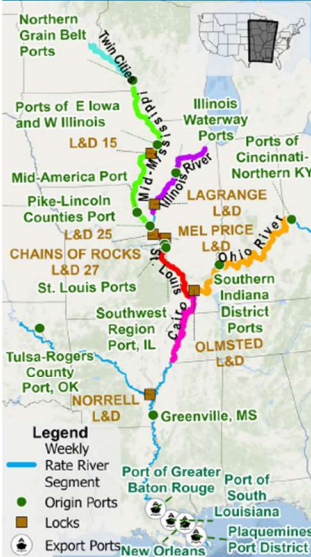 Northern
Grain Belt
Ports
Twin Cities
Mid-Mississippi
Ports of E Iowa
and W Illinois
Illinois
Waterway
Ports
L&D 15
Ports of
Cincinnati-
Northern KY
Mid-America Port
Illinois River
LAGRANGE
L&D
Pike-Lincoln
Counties Port
MEL PRICE
L&D
L&D 25
CHAINS OF ROCKS
L&D 27
Ohio River
St. Louis Ports
St. Louis
Southern
Indiana
District
Ports
Southwest
Region
Port, IL
Cairo
OLMSTED
L&D
Tulsa-Rogers
County
Port, OK
NORRELL
L&D
Greenville, MS
Legend
Weekly
Rate River
Segment
Origin Ports
Locks
Export Ports
Port of Greater
Baton Rouge
Port of
South
Louisiana
Plaquemines
Port District
New Orleans